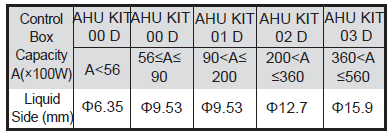 Control Box Capacity A(×100W) AHU KIT 00 D AHU KIT 00 D AHU KIT 01 D AHU KIT 02 D AHU KIT 03 D
A<56 56≤A≤ 90 90<A≤ 200 200<A ≤360 360<A ≤560
Liquid Side (mm) Φ6.35 Φ9.53 Φ9.53 Φ12.7 Φ15.9